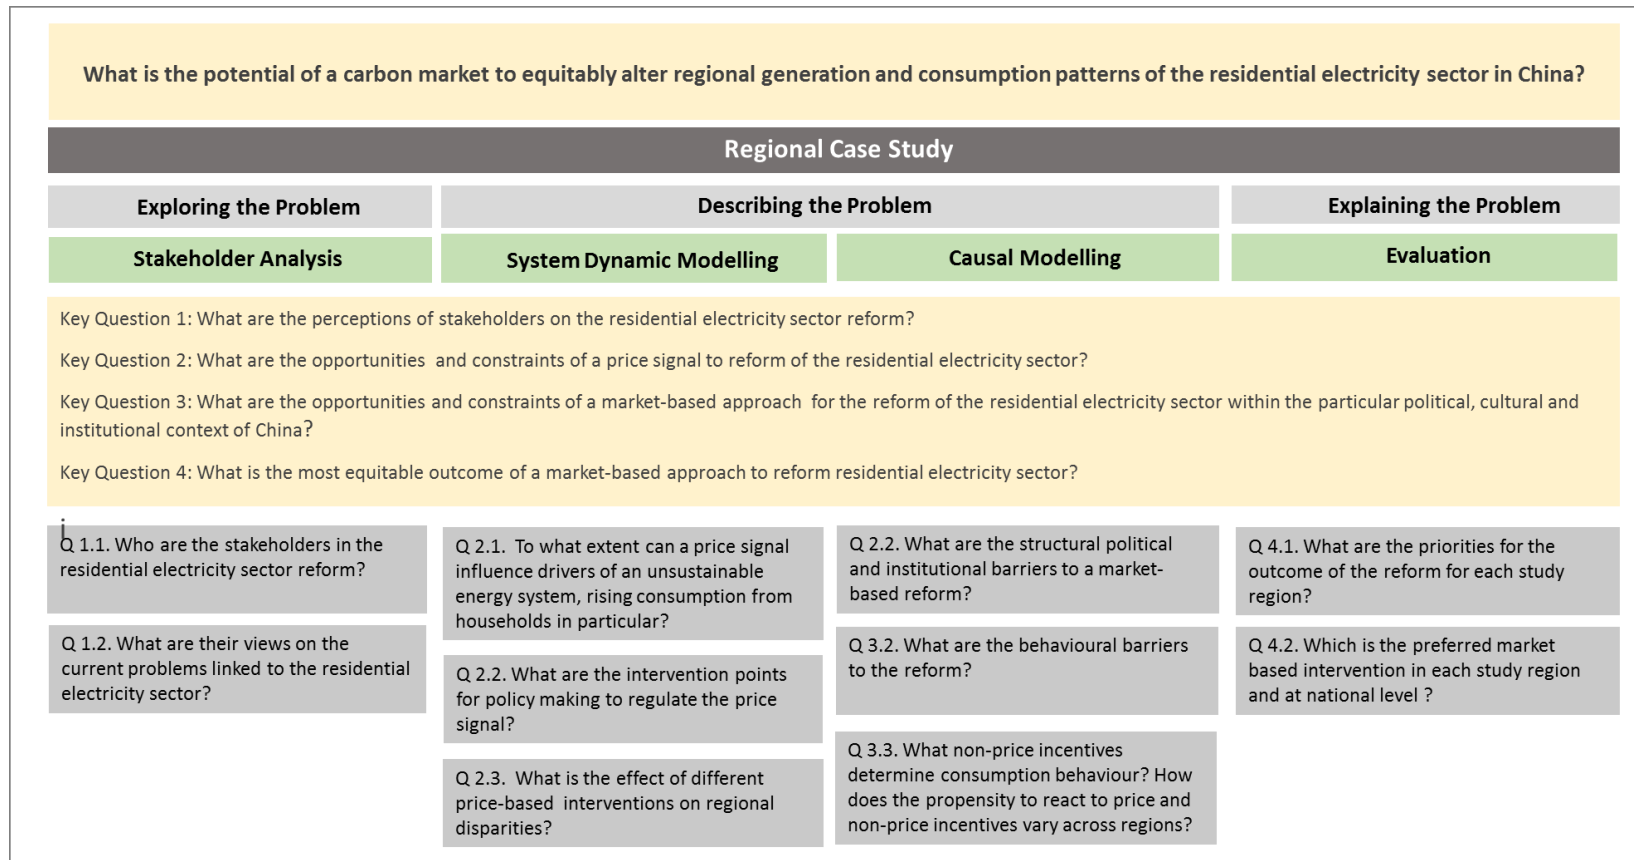 What is the potential of a carbon market to equitably alter regional generation and consumption patterns of the residential electricity sector in China?
Regional Case Study
Exploring the Problem
Describing the Problem
Explaining the Problem
Stakeholder Analysis
System Dynamic Modelling
Causal Modelling
Evaluation
Key Question 1: What are the perceptions of stakeholders on the residential electricity sector reform?
Key Question 2: What are the opportunities and constraints of a price signal to reform of the residential electricity sector?
Key Question 3: What are the opportunities and constraints of a market-based approach for the reform of the residential electricity sector within the particular political, cultural and
institutional context of China?
Key Question 4: What is the most equitable outcome of a market-based approach to reform residential electricity sector?
i
Q 1.1. Who are the stakeholders in the
residential electricity sector reform?
Q 1.2. What are their views on the
current problems linked to the residential
electricity sector?
Q 2.1. To what extent can a price signal
influence drivers of an unsustainable
energy system, rising consumption from
households in particular?
Q 2.2. What are the intervention points
for policy making to regulate the price
signal?
Q 2.3. What is the effect of different
price-based interventions on regional
disparities?
Q 2.2. What are the structural political
and institutional barriers to a market-
based reform?
Q 3.2. What are the behavioural barriers
to the reform?
Q 3.3. What non-price incentives
determine consumption behaviour? How
does the propensity to react to price and
non-price incentives vary across regions?
Q 4.1. What are the priorities for the
outcome of the reform for each study
region?
Q 4.2. Which is the preferred market
based intervention in each study region
and at national level ?